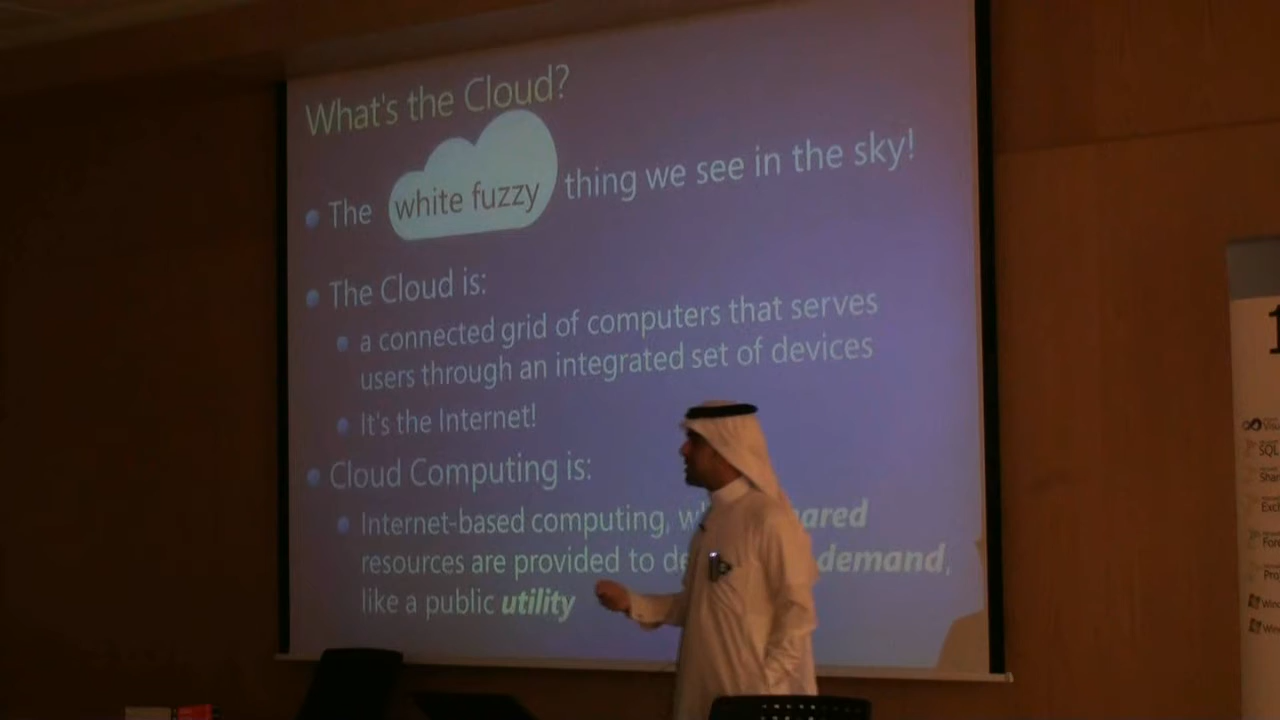 What's the Cloud?
The white fuzzy thing we see in the sky!
The Cloud is:
a connected grid of computers that serves
users through an integrated set of devices
It's the Internet!
Cloud Computing is:
Internet-based computing,
resources are provided to demand,
like a public utility
SQL